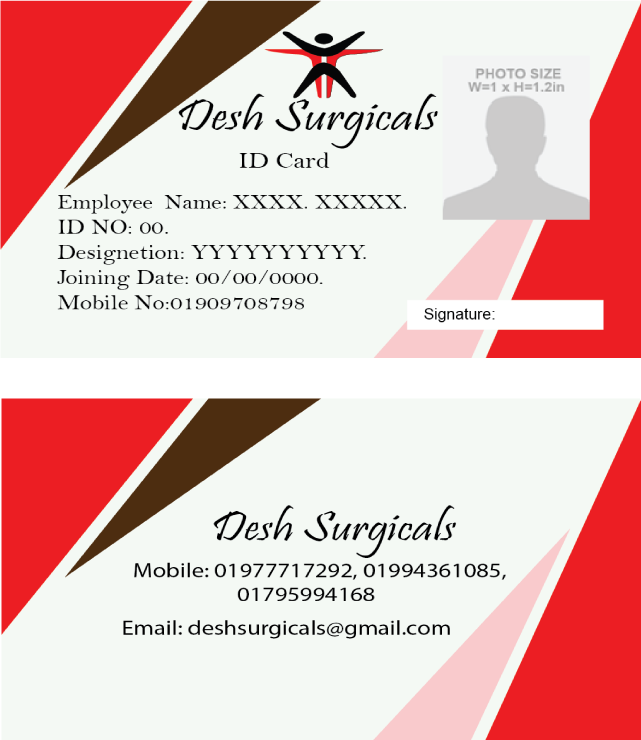 Desh Surgicals
ID Card
PHOTO SIZE
W=1 x H=1.2in
Employee Name: XXXX. XXXXX.
ID NO: 00.
Designetion: YYYYYYYYYY.
Joining Date: 00/00/0000.
Mobile No:01909708798
Signature:
Desh Surgicals
Mobile: 01977717292, 01994361085,
01795994168
Email: deshsurgicals@gmail.com